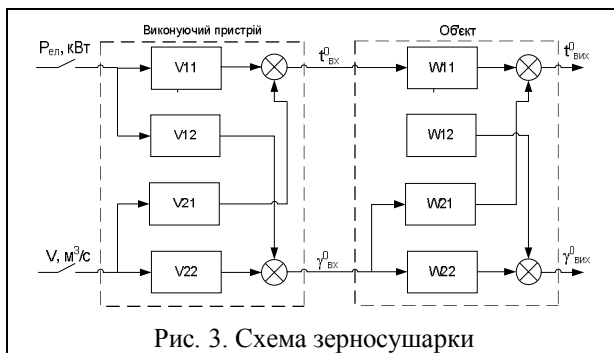 Виконуючий пристрій
Об'єкт
Pел, кВт
V11
t⁰вх
W11
t⁰вих
V12
W12
V21
W21
V, м³/с
V22
γ⁰вх
W22
γ⁰вих
Рис. 3. Схема зерносушарки